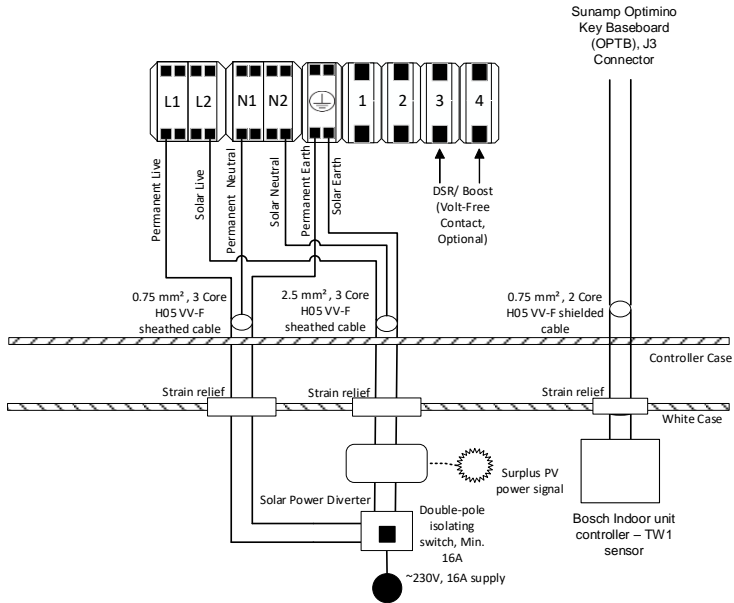 Sunamp Optimino
Key Baseboard
(OPTB), J3
Connector
L1
L2
N1
N2
1
2
3
4
Permanent Live
Solar Live
Permanent Neutral
Solar Neutral
Permanent Earth
Solar Earth
DSR/ Boost
(Volt-Free
Contact,
Optional)
0.75 mm², 3 Core
H05 VV-F
sheathed cable
2.5 mm², 3 Core
H05 VV-F
sheathed cable
0.75 mm², 2 Core
H05 VV-F shielded
cable
Controller Case
Strain relief
Strain relief
Strain relief
White Case
Surplus PV
power signal
Solar Power Diverter
Double-pole
isolating
switch, Min.
16A
Bosch Indoor unit
controller – TW1
sensor
~230V, 16A supply